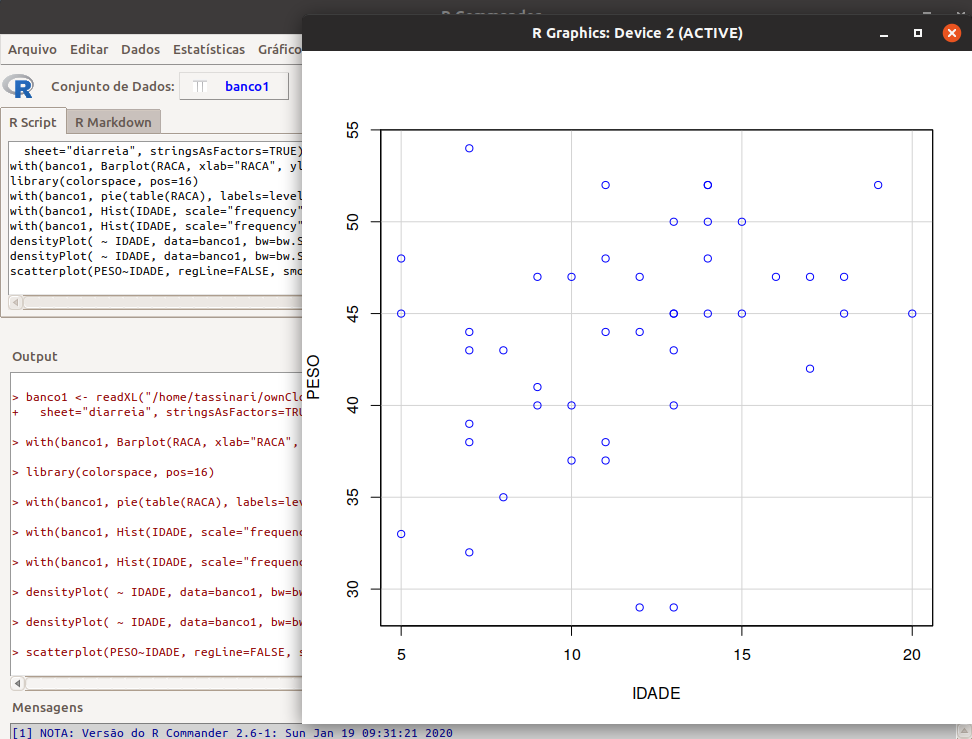 R Graphics: Device 2 (ACTIVE)
Arquivo Editar Dados Estatísticas Gráfico
R Conjunto de Dados: banco1
R Script R Markdown
sheet="diarreia", stringsAsFactors=TRUE)
with(banco1, Barplot(RACA, xlab="RACA", yl
library(colorspace, pos=16)
with(banco1, pie(table(RACA), labels=level
with(banco1, Hist(IDADE, scale="frequency"
with(banco1, Hist(IDADE, scale="frequency"
densityPlot( ~ IDADE, data=banco1, bw=bw.S
densityPlot( ~ IDADE, data=banco1, bw=bw.S
scatterplot(PESO~IDADE, regLine=FALSE, smo
Output
> banco1 <- readXL("/home/tassinari/ownClo
+ sheet="diarreia", stringsAsFactors=TRU
> with(banco1, Barplot(RACA, xlab="RACA",
> library(colorspace, pos=16)
> with(banco1, pie(table(RACA), labels=lev
> with(banco1, Hist(IDADE, scale="frequenc
> with(banco1, Hist(IDADE, scale="frequenc
> densityPlot( ~ IDADE, data=banco1, bw=bw
> densityPlot( ~ IDADE, data=banco1, bw=bw
> scatterplot(PESO~IDADE, regLine=FALSE, s
Mensagens
[1] NOTA: Versão do R Commander 2.6-1: Sun Jan 19 09:31:21 2020
55
50
45
40
35
30
PESO
5 10 15 20
IDADE